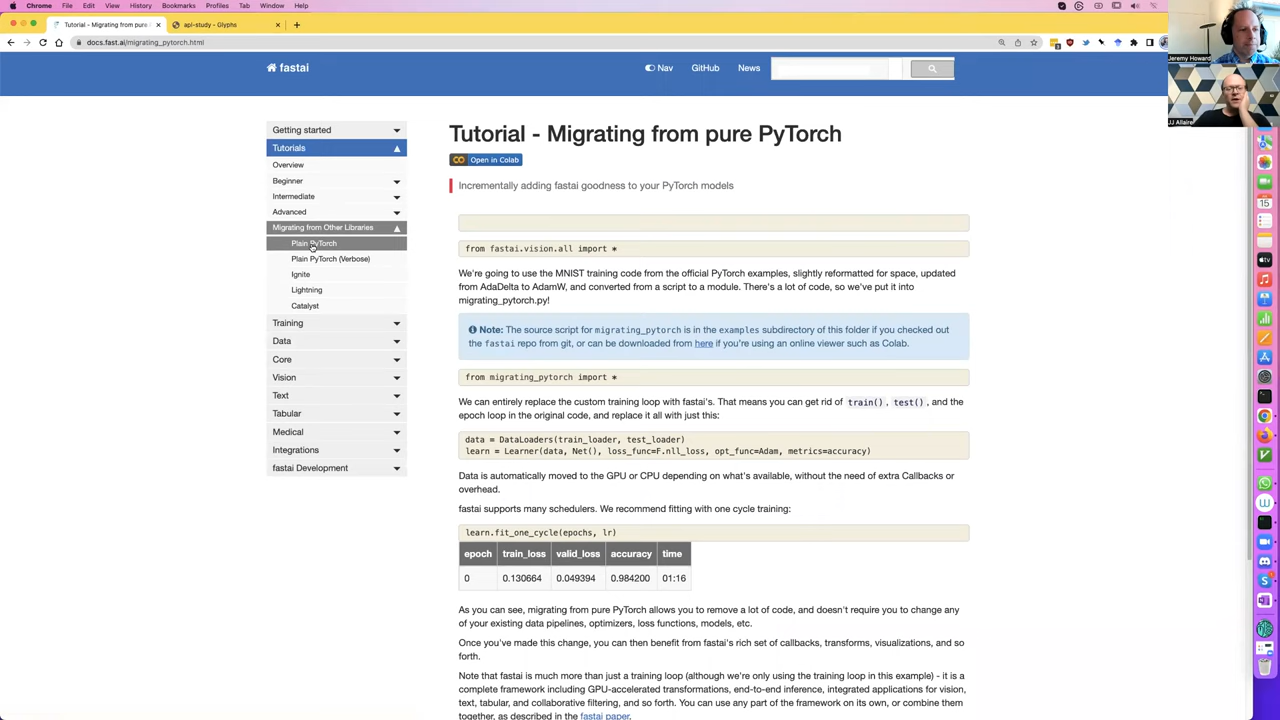 Chrome File Edit View History Bookmarks Profiles Tab Window Help
Tutorial - Migrating from pure P
api-study - Glyphs
docs.fast.ai/migrating_pytorch.html
Jeremy Howard
JJ Allaire
fastai
Nav GitHub News
Getting started
Tutorials
Overview
Beginner
Intermediate
Advanced
Migrating from Other Libraries
Plain PyTorch
Plain PyTorch (Verbose)
Ignite
Lightning
Catalyst
Training
Data
Core
Vision
Text
Tabular
Medical
Integrations
fastai Development
Tutorial - Migrating from pure PyTorch
Open in Colab
Incrementally adding fastai goodness to your PyTorch models
from fastai.vision.all import *
We're going to use the MNIST training code from the official PyTorch examples, slightly reformatted for space, updated
from AdaDelta to AdamW, and converted from a script to a module. There's a lot of code, so we've put it into
migrating_pytorch.py!
Note: The source script for migrating_pytorch is in the examples subdirectory of this folder if you checked out
the fastai repo from git, or can be downloaded from here if you're using an online viewer such as Colab.
from migrating_pytorch import *
We can entirely replace the custom training loop with fastai's. That means you can get rid of train(), test(), and the
epoch loop in the original code, and replace it all with just this:
data = DataLoaders(train_loader, test_loader)
learn = Learner(data, Net(), loss_func=F.nll_loss, opt_func=Adam, metrics=accuracy)
Data is automatically moved to the GPU or CPU depending on what's available, without the need of extra Callbacks or
overhead.
fastai supports many schedulers. We recommend fitting with one cycle training:
learn.fit_one_cycle(epochs, lr)
epoch train_loss valid_loss accuracy time
0 0.130664 0.049394 0.984200 01:16
As you can see, migrating from pure PyTorch allows you to remove a lot of code, and doesn't require you to change any
of your existing data pipelines, optimizers, loss functions, models, etc.
Once you've made this change, you can then benefit from fastai's rich set of callbacks, transforms, visualizations, and so
forth.
Note that fastai is much more than just a training loop (although we're only using the training loop in this example) - it is a
complete framework including GPU-accelerated transformations, end-to-end inference, integrated applications for vision,
text, tabular, and collaborative filtering, and so forth. You can use any part of the framework on its own, or combine them
together, as described in the fastai paper.